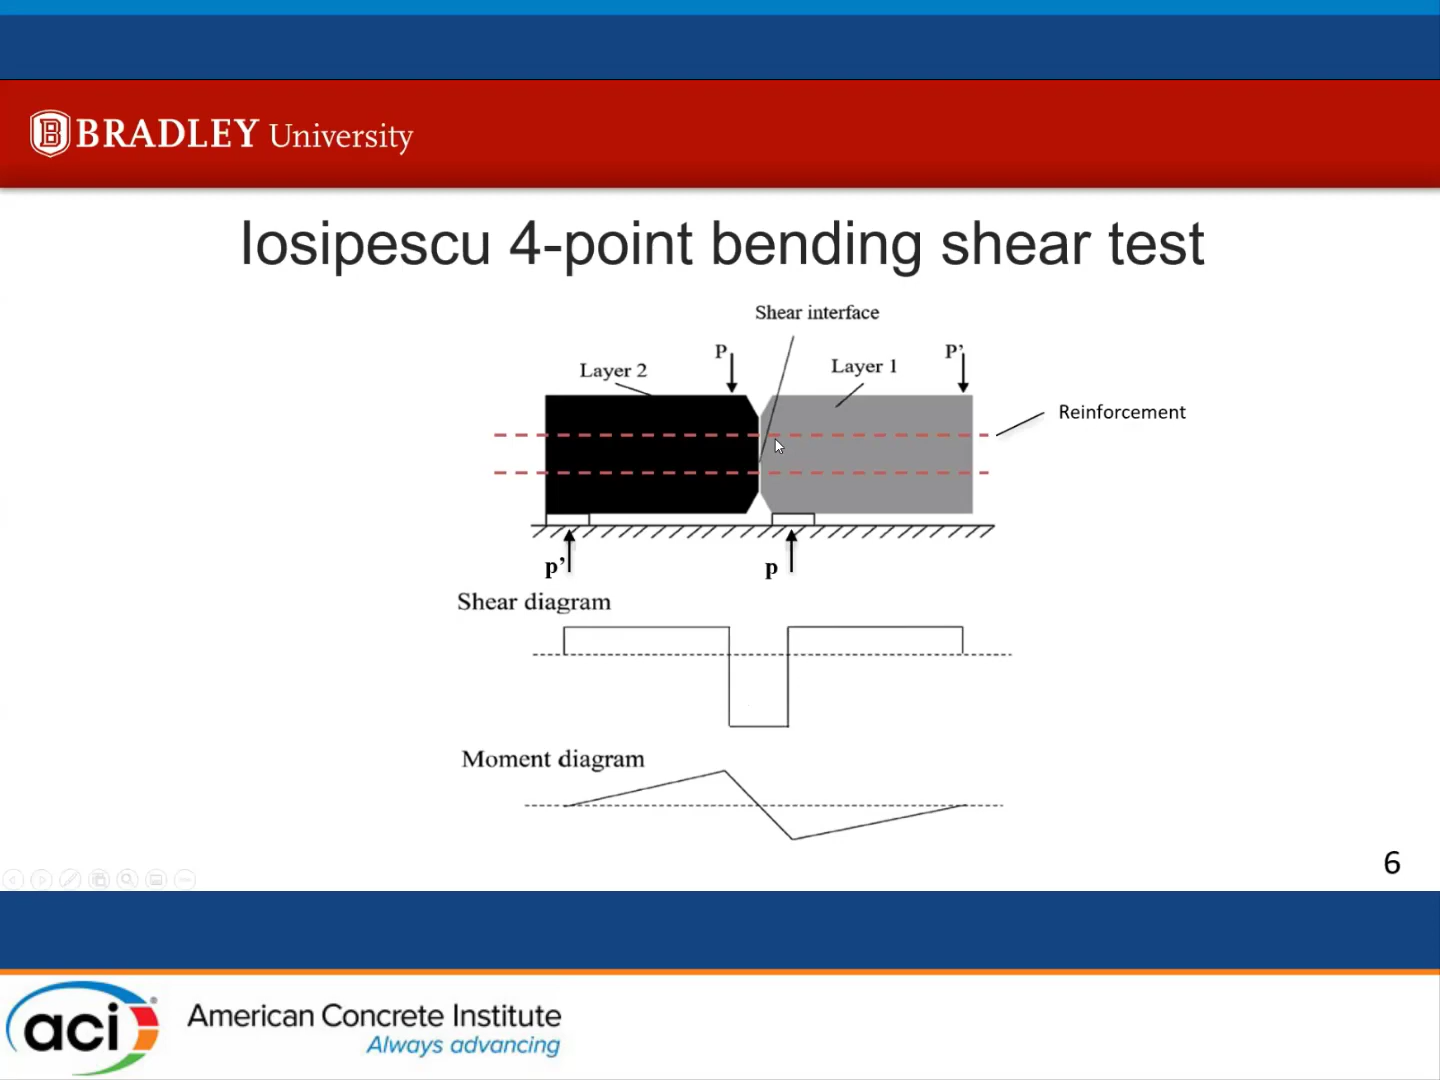 BRADLEY University
Iosipescu 4-point bending shear test
Shear interface
P
P’
Layer 2
Layer 1
Reinforcement
p’
p
Shear diagram
Moment diagram
6
aci
American Concrete Institute
Always advancing